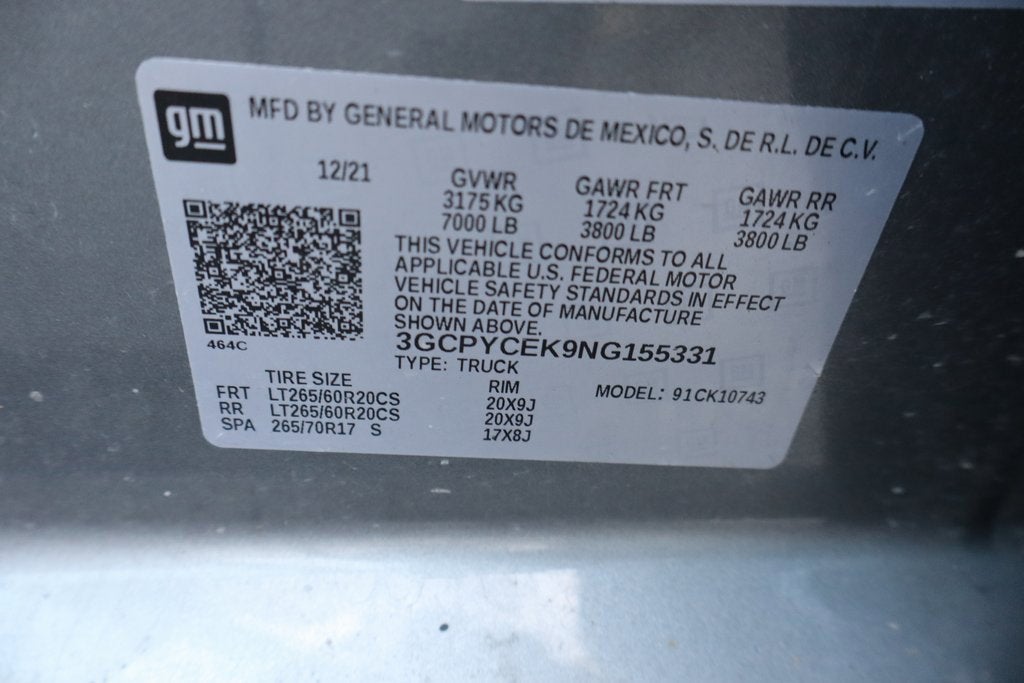 gm
MFD BY GENERAL MOTORS DE MEXICO, S. DE R.L. DE C.V.
12/21
GVWR GAWR FRT GAWR RR
3175 KG 1724 KG 1724 KG
7000 LB 3800 LB 3800 LB
THIS VEHICLE CONFORMS TO ALL
APPLICABLE U.S. FEDERAL MOTOR
VEHICLE SAFETY STANDARDS IN EFFECT
ON THE DATE OF MANUFACTURE
SHOWN ABOVE.
464C
3GCPYCEK9NG155331
TYPE: TRUCK
TIRE SIZE RIM MODEL: 91CK10743
FRT LT265/60R20CS 20X9J
RR LT265/60R20CS 20X9J
SPA 265/70R17 S 17X8J